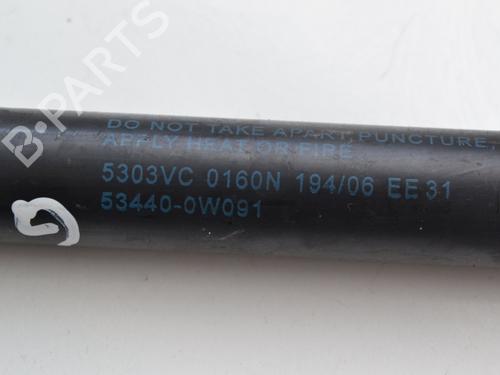 B-PARTS
DO NOT TAKE APART, PUNCTURE,
APPLY HEAT OR FIRE
5303VC 0160N 194/06 EE 31
53440-0W091